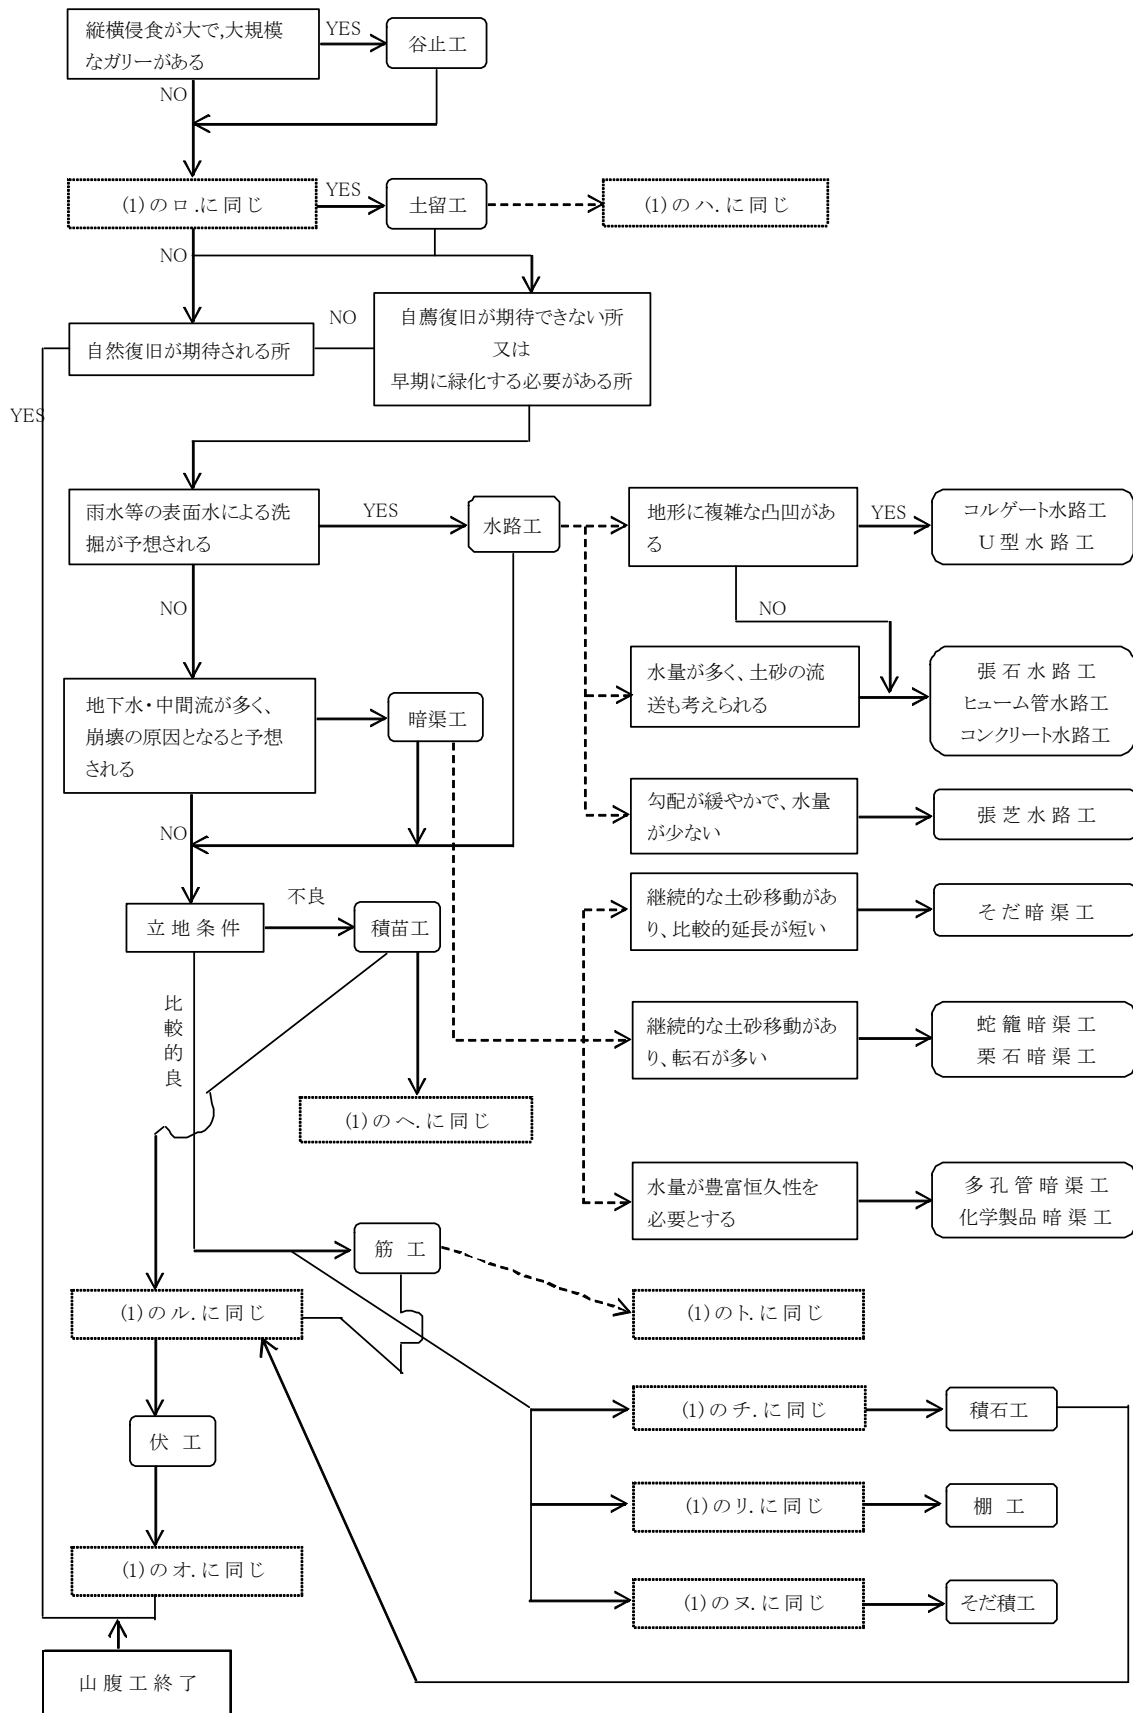 縦横侵食が大で,大規模
なガリーがある
YES
谷止工
NO
(1)のロ.に同じ
YES
土留工
(1)のハ.に同じ
NO
自然復旧が期待される所
NO
自薦復旧が期待できない所
又は
早期に緑化する必要がある所
YES
雨水等の表面水による洗
掘が予想される
YES
水路工
地形に複雑な凸凹があ
る
YES
コルゲート水路工
U型水路工
NO
NO
水量が多く、土砂の流
送も考えられる
張石水路工
ヒューム管水路工
コンクリート水路工
地下水・中間流が多く、
崩壊の原因となると予想
される
暗渠工
勾配が緩やかで、水量
が少ない
張芝水路工
NO
立地条件
不良
積苗工
継続的な土砂移動があ
り、比較的延長が短い
そだ暗渠工
比較的良
継続的な土砂移動があ
り、転石が多い
蛇籠暗渠工
栗石暗渠工
(1)のヘ.に同じ
水量が豊富恒久性を
必要とする
多孔管暗渠工
化学製品暗渠工
筋工
(1)のル.に同じ
(1)のト.に同じ
(1)のチ.に同じ
積石工
伏工
(1)のリ.に同じ
棚工
(1)のオ.に同じ
(1)のヌ.に同じ
そだ積工
山腹工終了